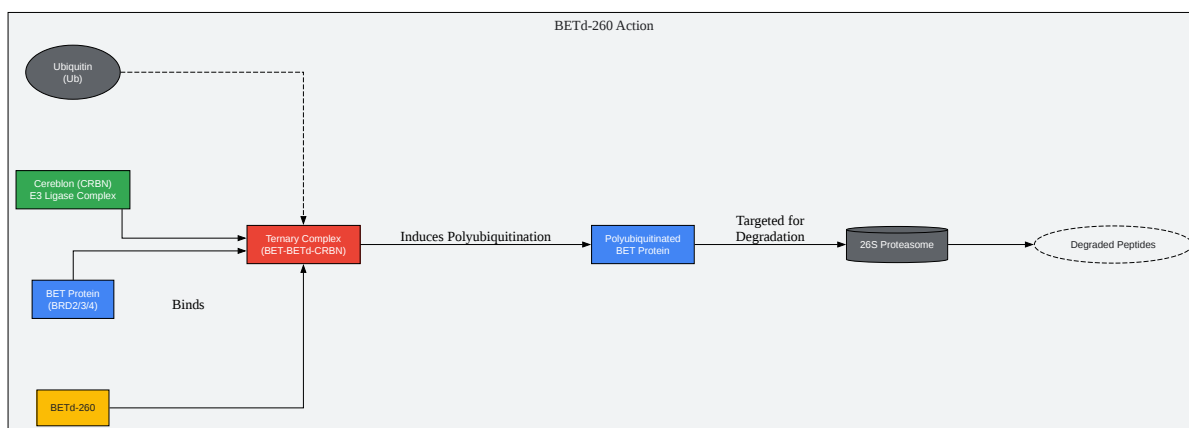 BETd-260 Action
Ubiquitin
(Ub)
Cereblon (CRBN)
E3 Ligase Complex
Ternary Complex
(BET-BETd-CRBN)
Induces Polyubiquitination
Polyubiquitinated
BET Protein
Targeted for
Degradation
26S Proteasome
Degraded Peptides
BET Protein
(BRD2/3/4)
Binds
BETd-260